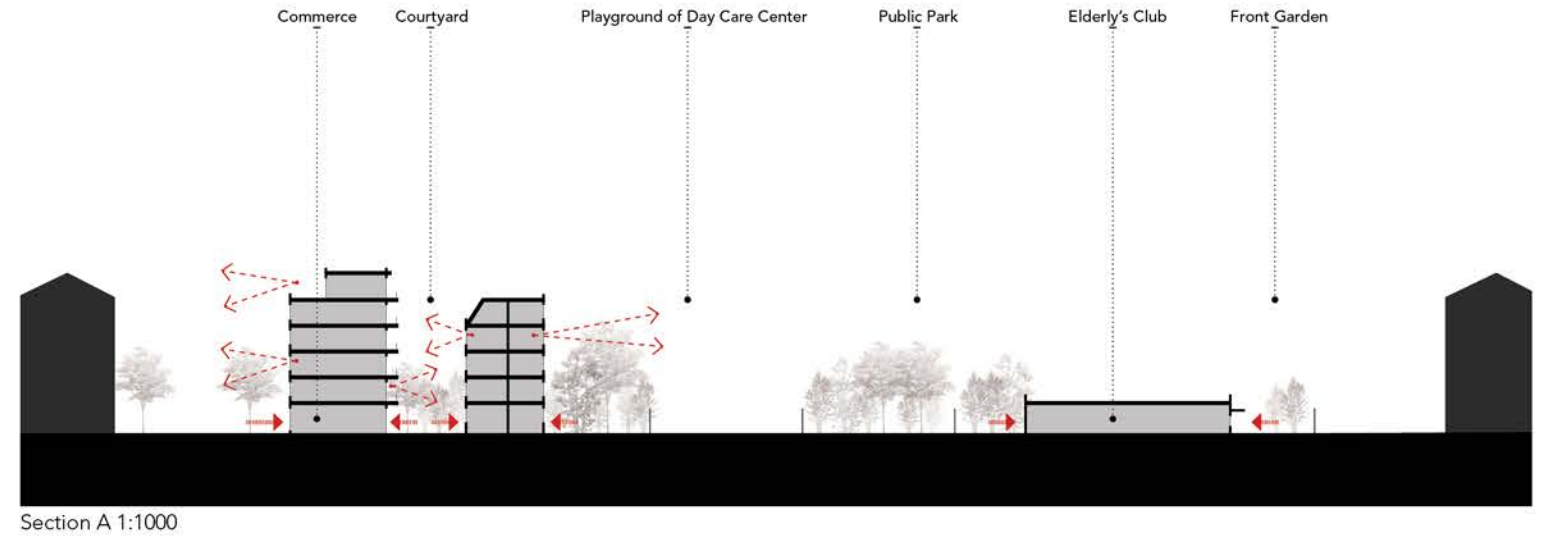 Commerce
Courtyard
Playground of Day Care Center
Public Park
Elderly's Club
Front Garden
Section A 1:1000